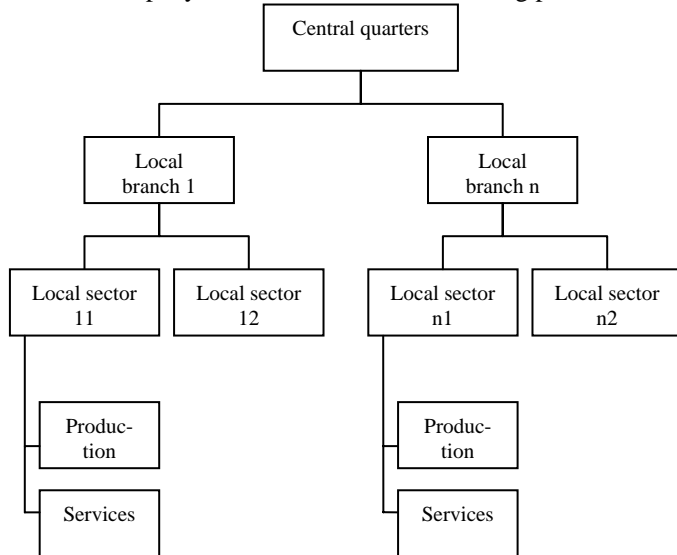 Central quarters
Local
branch 1
Local
branch n
Local sector
11
Local sector
12
Local sector
n1
Local sector
n2
Produc-
tion
Produc-
tion
Services
Services